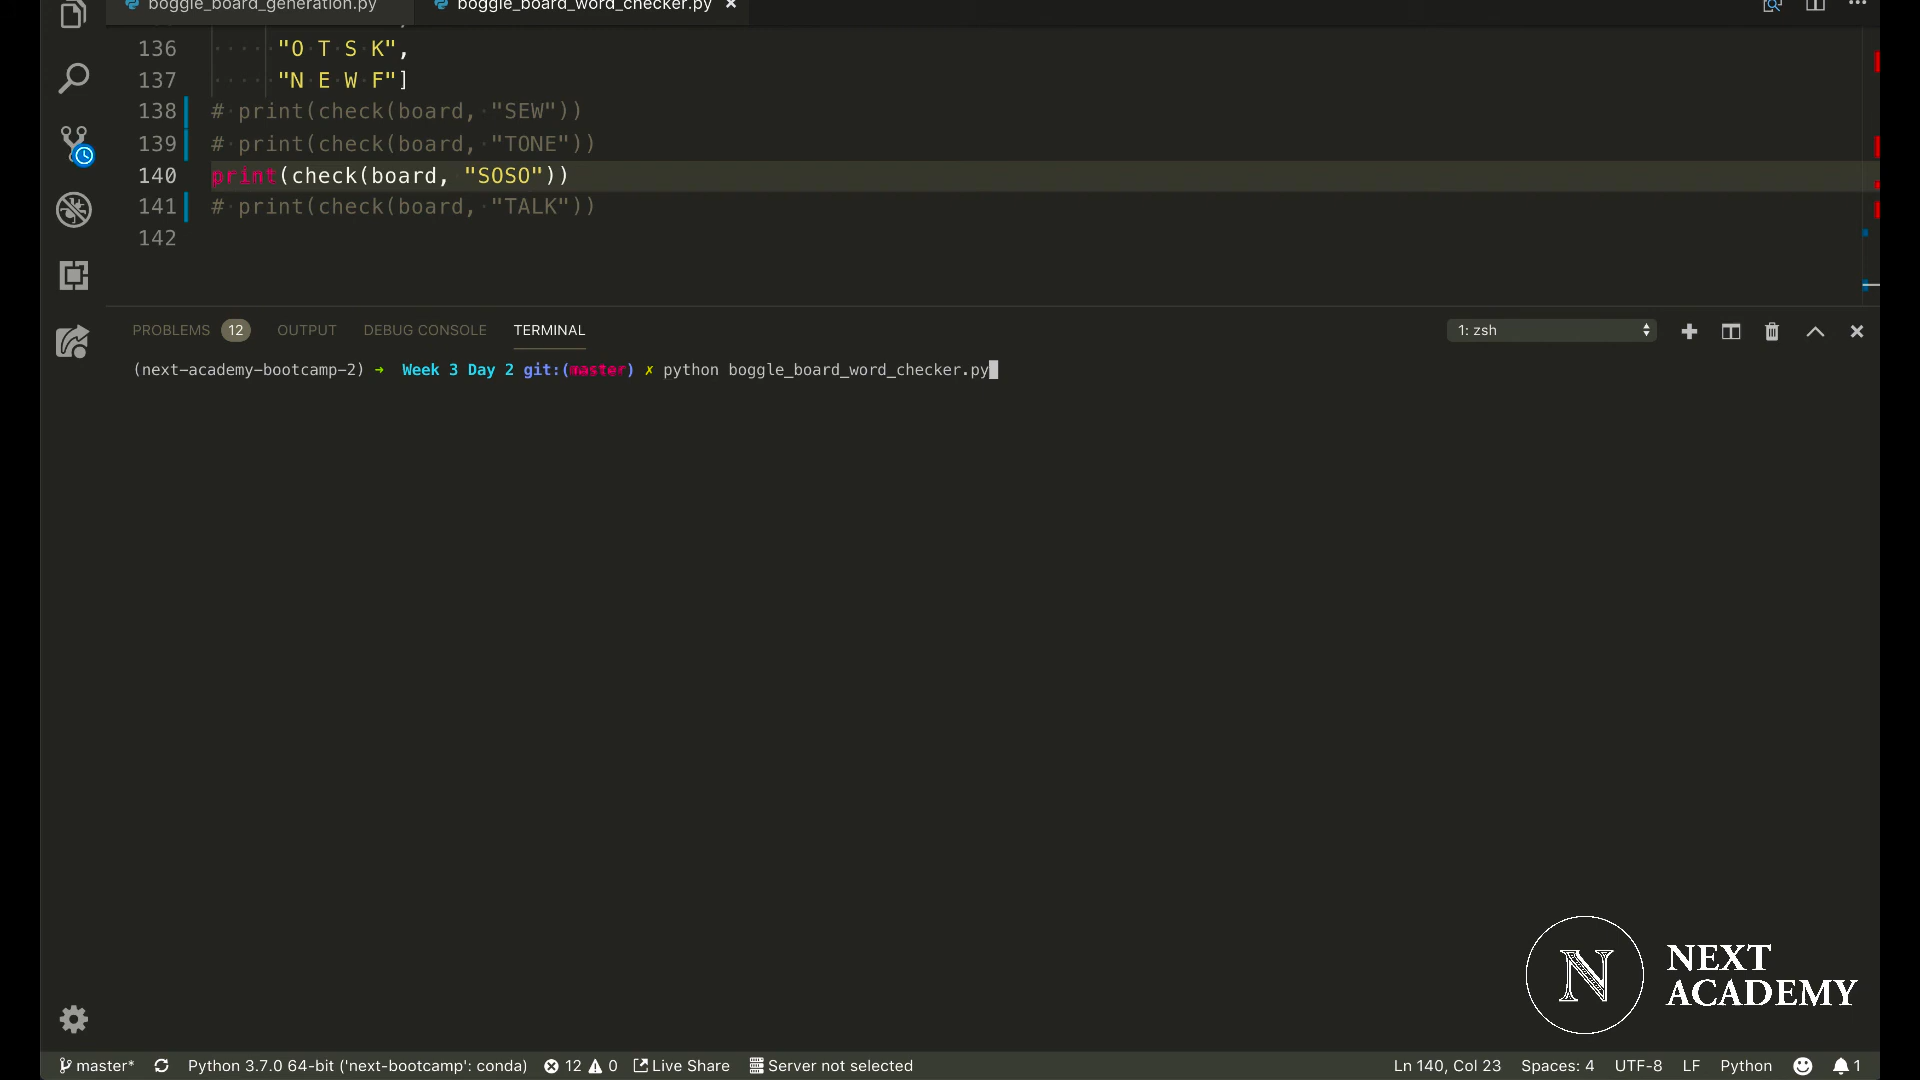 boggle_board_generation.py
boggle_board_word_checker.py
136 "O T S K",
137 "N E W F"]
138 # print(check(board, "SEW"))
139 # print(check(board, "TONE"))
140 print(check(board, "SOSO"))
141 # print(check(board, "TALK"))
142
PROBLEMS 12 OUTPUT DEBUG CONSOLE TERMINAL 1: zsh
(next-academy-bootcamp-2) → Week 3 Day 2 git:(master) ✗ python boggle_board_word_checker.py
N NEXT
ACADEMY
master* Python 3.7.0 64-bit ('next-bootcamp': conda) 12 0 Live Share Server not selected Ln 140, Col 23 Spaces: 4 UTF-8 LF Python 1